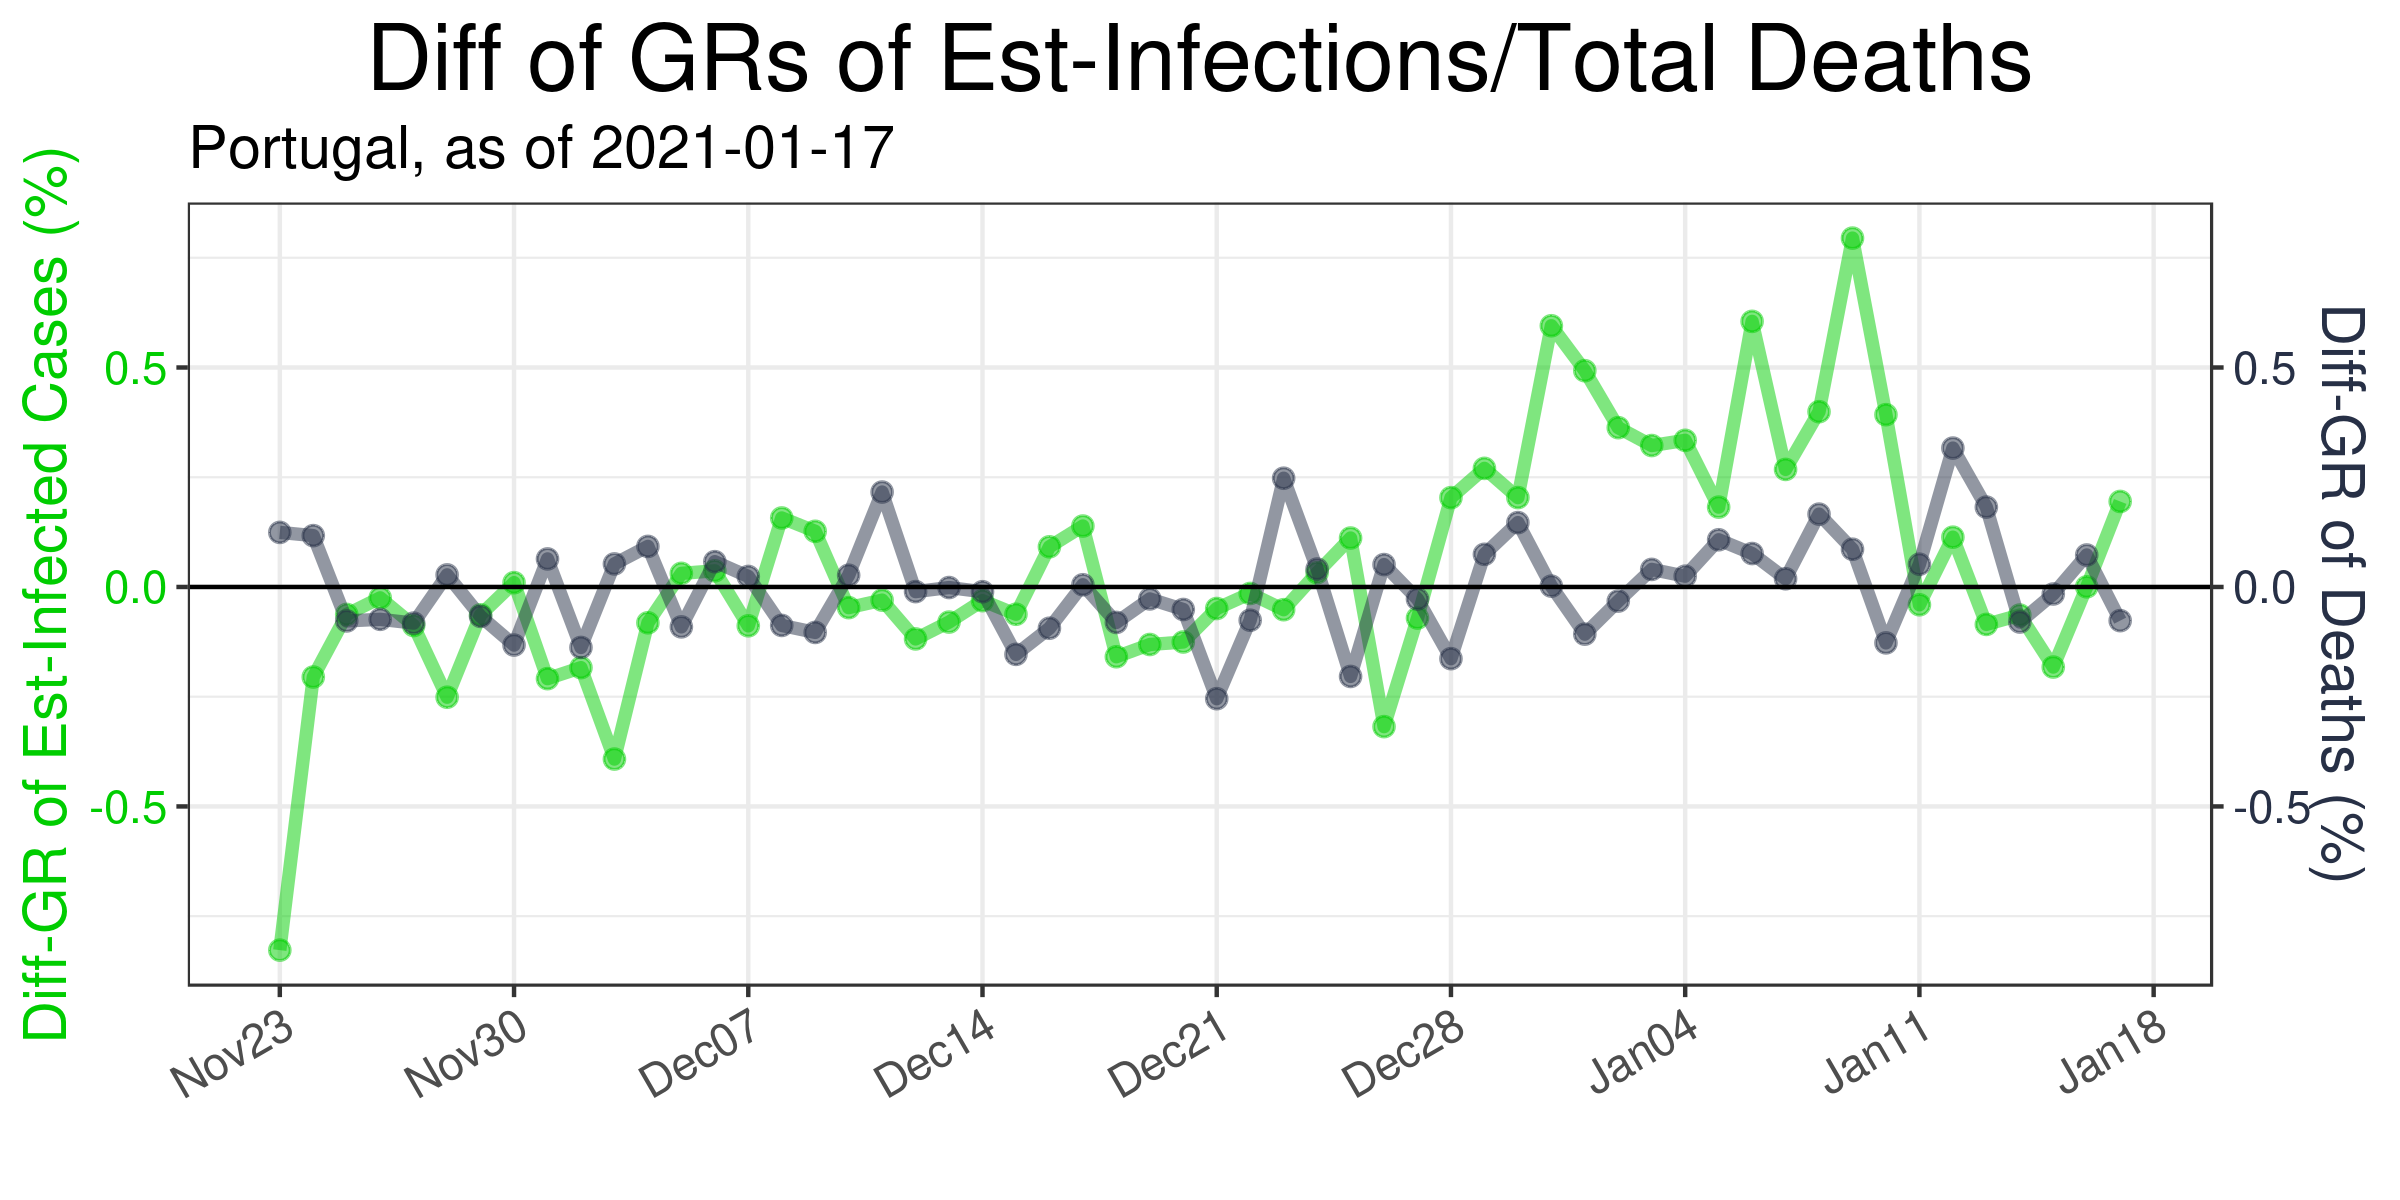 Diff of GRs of Est-Infections/Total Deaths
Portugal, as of 2021-01-17
Diff-GR of Est-Infected Cases (%)
0.5
0.0
-0.5
0.5
0.0
-0.5
Diff-GR of Deaths (%)
Nov23
Nov30
Dec07
Dec14
Dec21
Dec28
Jan04
Jan11
Jan18